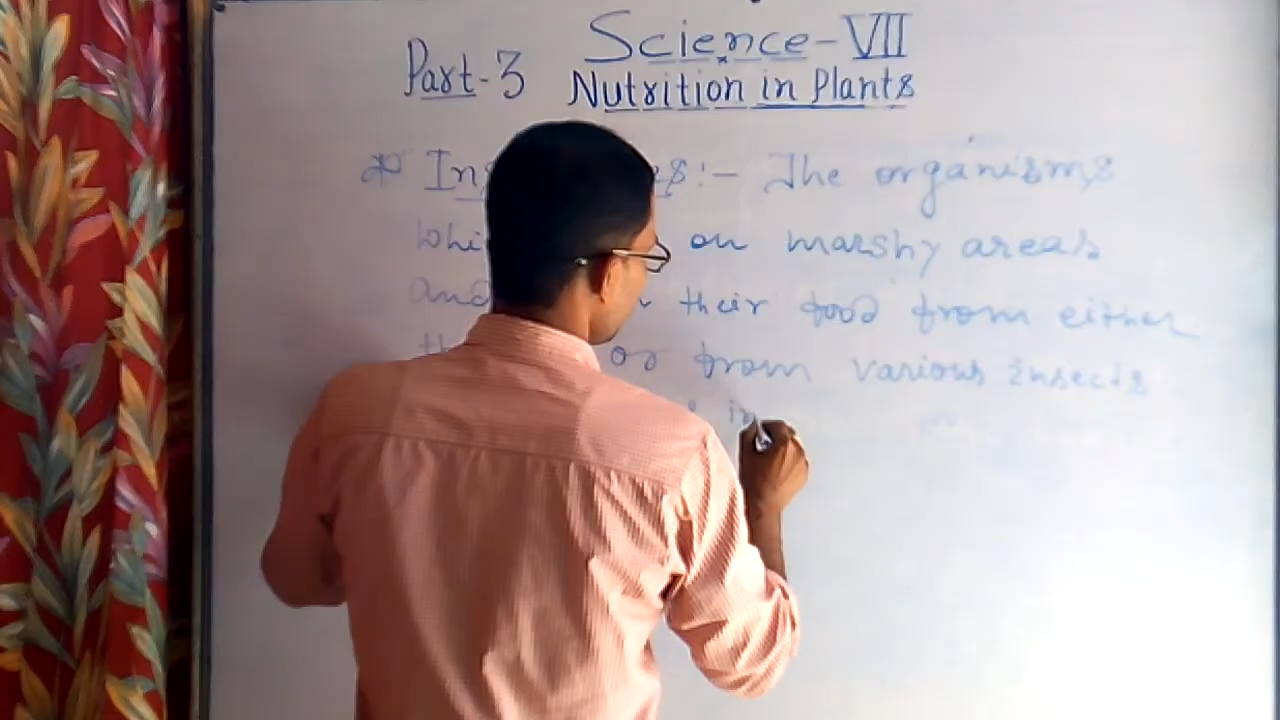 Science-VII
Part-3 Nutrition in Plants
:- The organisms
on marshy areas
their food from either
or from various insects